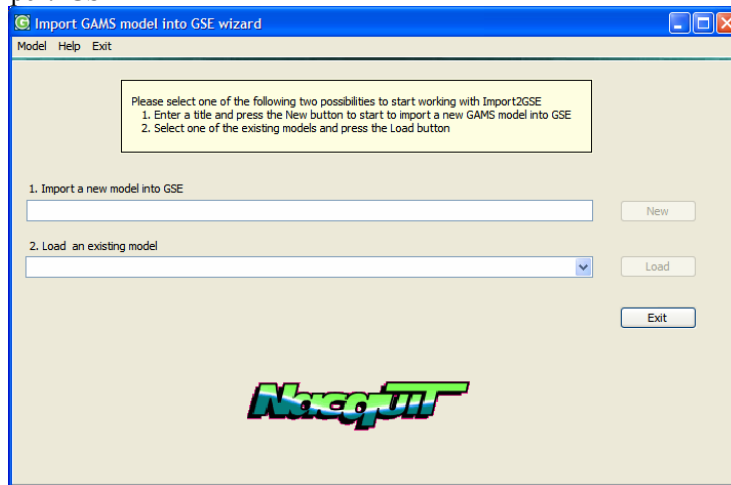 Import GAMS model into GSE wizard
Model Help Exit
Please select one of the following two possibilities to start working with Import2GSE
1. Enter a title and press the New button to start to import a new GAMS model into GSE
2. Select one of the existing models and press the Load button
1. Import a new model into GSE
New
2. Load an existing model
Load
Exit
NacquIT